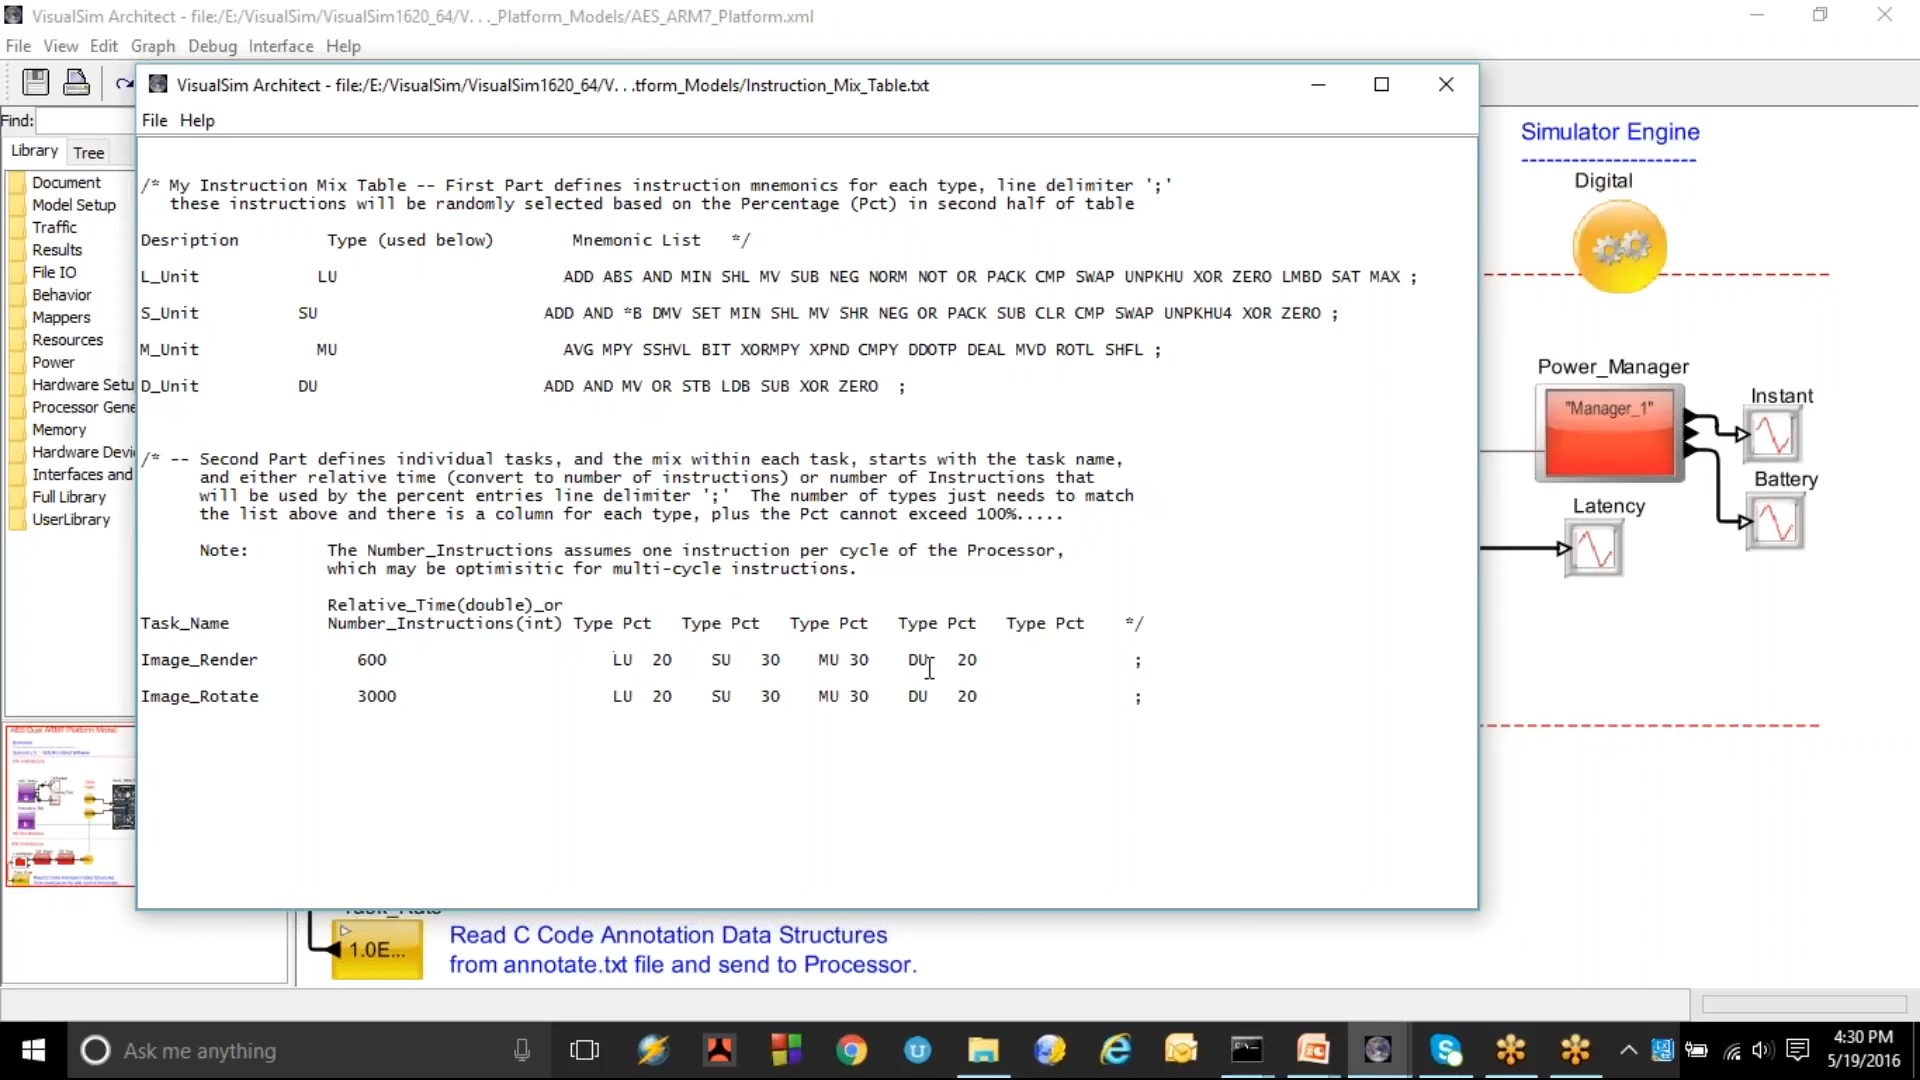 VisualSim Architect - file:/E:/VisualSim/VisualSim1620_64/V. . ._Platform_Models/AES_ARM7_Platform.xml
File View Edit Graph Debug Interface Help
VisualSim Architect - file:/E:/VisualSim/VisualSim1620_64/V. . .tform_Models/Instruction_Mix_Table.txt
File Help
Find:
Library Tree
Document
Model Setup
Traffic
Results
File IO
Behavior
Mappers
Resources
Power
Hardware Setu
Processor Gene
Memory
Hardware Devi
Interfaces and
Full Library
UserLibrary
/* My Instruction Mix Table -- First Part defines instruction mnemonics for each type, line delimiter ';'
these instructions will be randomly selected based on the Percentage (Pct) in second half of table
Desription Type (used below) Mnemonic List */
L_Unit LU ADD ABS AND MIN SHL MV SUB NEG NORM NOT OR PACK CMP SWAP UNPKHU XOR ZERO LMBD SAT MAX ;
S_Unit SU ADD AND *B DMV SET MIN SHL MV SHR NEG OR PACK SUB CLR CMP SWAP UNPKHU4 XOR ZERO ;
M_Unit MU AVG MPY SSHVL BIT XORMPY XPND CMPY DDOTP DEAL MVD ROTL SHFL ;
D_Unit DU ADD AND MV OR STB LDB SUB XOR ZERO ;
/* -- Second Part defines individual tasks, and the mix within each task, starts with the task name,
and either relative time (convert to number of instructions) or number of Instructions that
will be used by the percent entries line delimiter ';' The number of types just needs to match
the list above and there is a column for each type, plus the Pct cannot exceed 100%.....
Note: The Number_Instructions assumes one instruction per cycle of the Processor,
which may be optimisitic for multi-cycle instructions.
Relative_Time(double)_or
Task_Name Number_Instructions(int) Type Pct Type Pct Type Pct Type Pct Type Pct */
Image_Render 600 LU 20 SU 30 MU 30 DU 20 ;
Image_Rotate 3000 LU 20 SU 30 MU 30 DU 20 ;
Simulator Engine
--------------------
Digital
Power_Manager
"Manager_1"
Instant
Battery
Latency
AES Dual ARM7 Platform Model
1.0E...
Read C Code Annotation Data Structures
from annotate.txt file and send to Processor.
Ask me anything
4:30 PM
5/19/2016